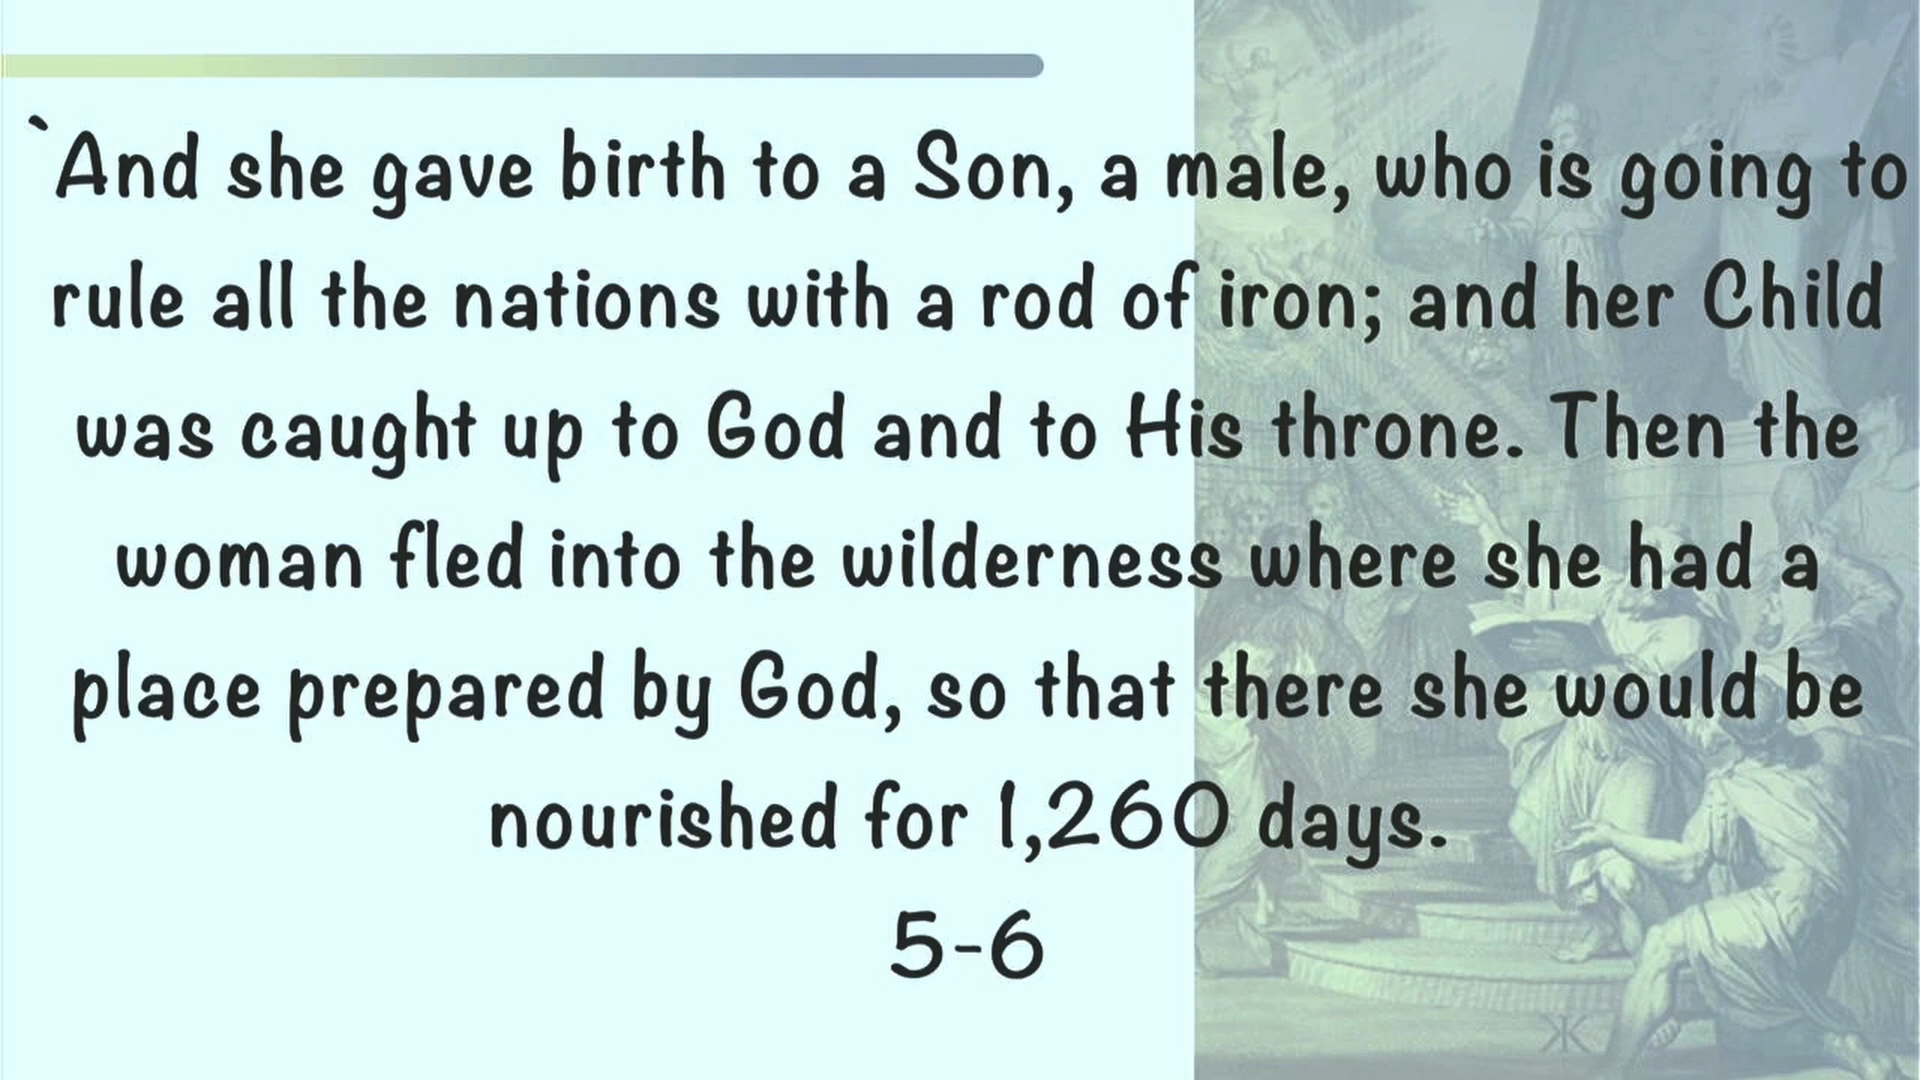 `And she gave birth to a Son, a male, who is going to
rule all the nations with a rod of iron; and her Child
was caught up to God and to His throne. Then the
woman fled into the wilderness where she had a
place prepared by God, so that there she would be
nourished for 1,260 days.
5-6